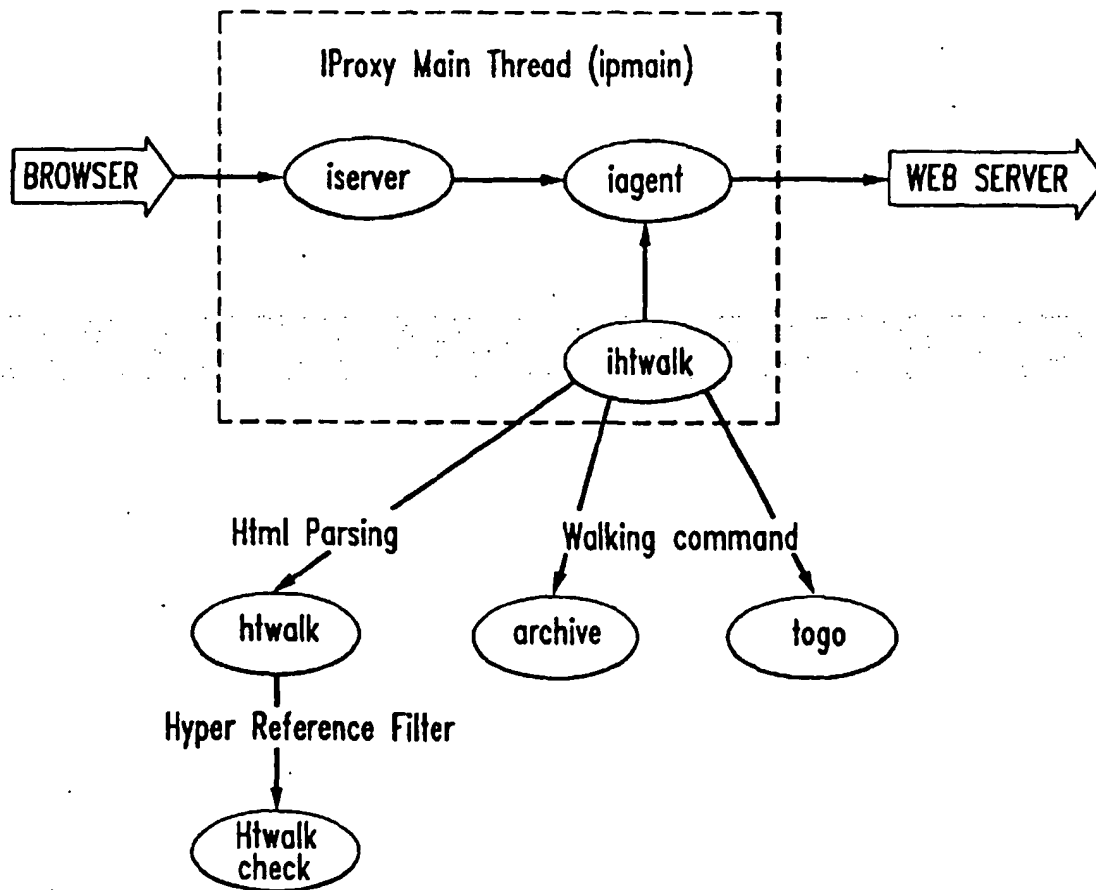 IProxy Main Thread (ipmain)
BROWSER
iserver
iagent
WEB SERVER
ihtwalk
Html Parsing
Walking command
htwalk
archive
togo
Hyper Reference Filter
Htwalk
check